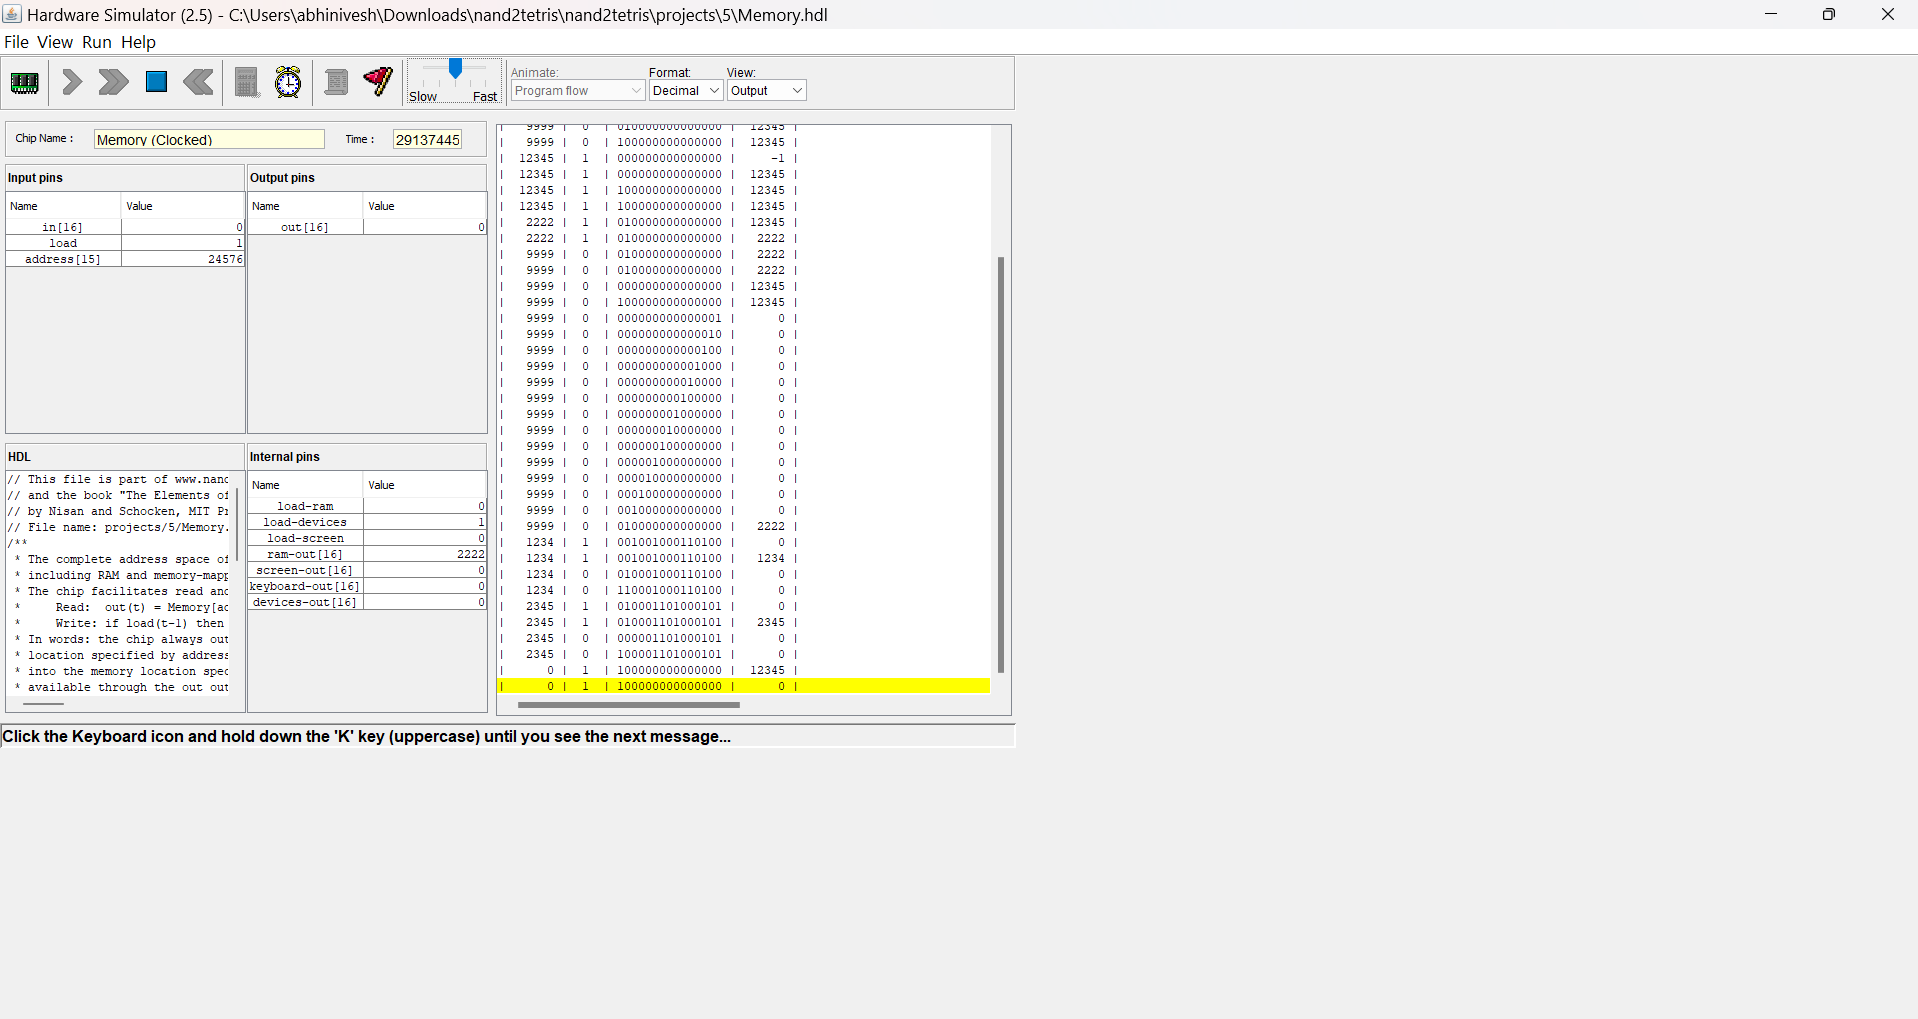 Hardware Simulator (2.5) - C:\Users\abhinivesh\Downloads\nand2tetris\nand2tetris\projects\5\Memory.hdl
File View Run Help
Slow Fast
Animate:
Program flow
Format:
Decimal
View:
Output
Chip Name :
Memory (Clocked)
Time :
29137445
Input pins
Name Value
in[16] 0
load 1
address[15] 24576
Output pins
Name Value
out[16] 0
HDL
// This file is part of www.nand
// and the book "The Elements of
// by Nisan and Schocken, MIT Pr
// File name: projects/5/Memory.
/**
* The complete address space of
* including RAM and memory-mapp
* The chip facilitates read and
* Read: out(t) = Memory[ad
* Write: if load(t-1) then
* In words: the chip always out
* location specified by address
* into the memory location spec
* available through the out out
Internal pins
Name Value
load-ram 0
load-devices 1
load-screen 0
ram-out[16] 2222
screen-out[16] 0
keyboard-out[16] 0
devices-out[16] 0
| 9999 | 0 | 010000000000000 | 12345 |
| 9999 | 0 | 100000000000000 | 12345 |
| 12345 | 1 | 000000000000000 | -1 |
| 12345 | 1 | 000000000000000 | 12345 |
| 12345 | 1 | 100000000000000 | 12345 |
| 12345 | 1 | 100000000000000 | 12345 |
| 2222 | 1 | 010000000000000 | 12345 |
| 2222 | 1 | 010000000000000 | 2222 |
| 9999 | 0 | 010000000000000 | 2222 |
| 9999 | 0 | 010000000000000 | 2222 |
| 9999 | 0 | 000000000000000 | 12345 |
| 9999 | 0 | 100000000000000 | 12345 |
| 9999 | 0 | 000000000000001 | 0 |
| 9999 | 0 | 000000000000010 | 0 |
| 9999 | 0 | 000000000000100 | 0 |
| 9999 | 0 | 000000000001000 | 0 |
| 9999 | 0 | 000000000010000 | 0 |
| 9999 | 0 | 000000000100000 | 0 |
| 9999 | 0 | 000000001000000 | 0 |
| 9999 | 0 | 000000010000000 | 0 |
| 9999 | 0 | 000000100000000 | 0 |
| 9999 | 0 | 000001000000000 | 0 |
| 9999 | 0 | 000010000000000 | 0 |
| 9999 | 0 | 000100000000000 | 0 |
| 9999 | 0 | 001000000000000 | 0 |
| 9999 | 0 | 010000000000000 | 2222 |
| 1234 | 1 | 001001000110100 | 0 |
| 1234 | 1 | 001001000110100 | 1234 |
| 1234 | 0 | 010001000110100 | 0 |
| 1234 | 0 | 110001000110100 | 0 |
| 2345 | 1 | 010001101000101 | 0 |
| 2345 | 1 | 010001101000101 | 2345 |
| 2345 | 0 | 000001101000101 | 0 |
| 2345 | 0 | 100001101000101 | 0 |
| 0 | 1 | 100000000000000 | 12345 |
| 0 | 1 | 100000000000000 | 0 |
Click the Keyboard icon and hold down the 'K' key (uppercase) until you see the next message...